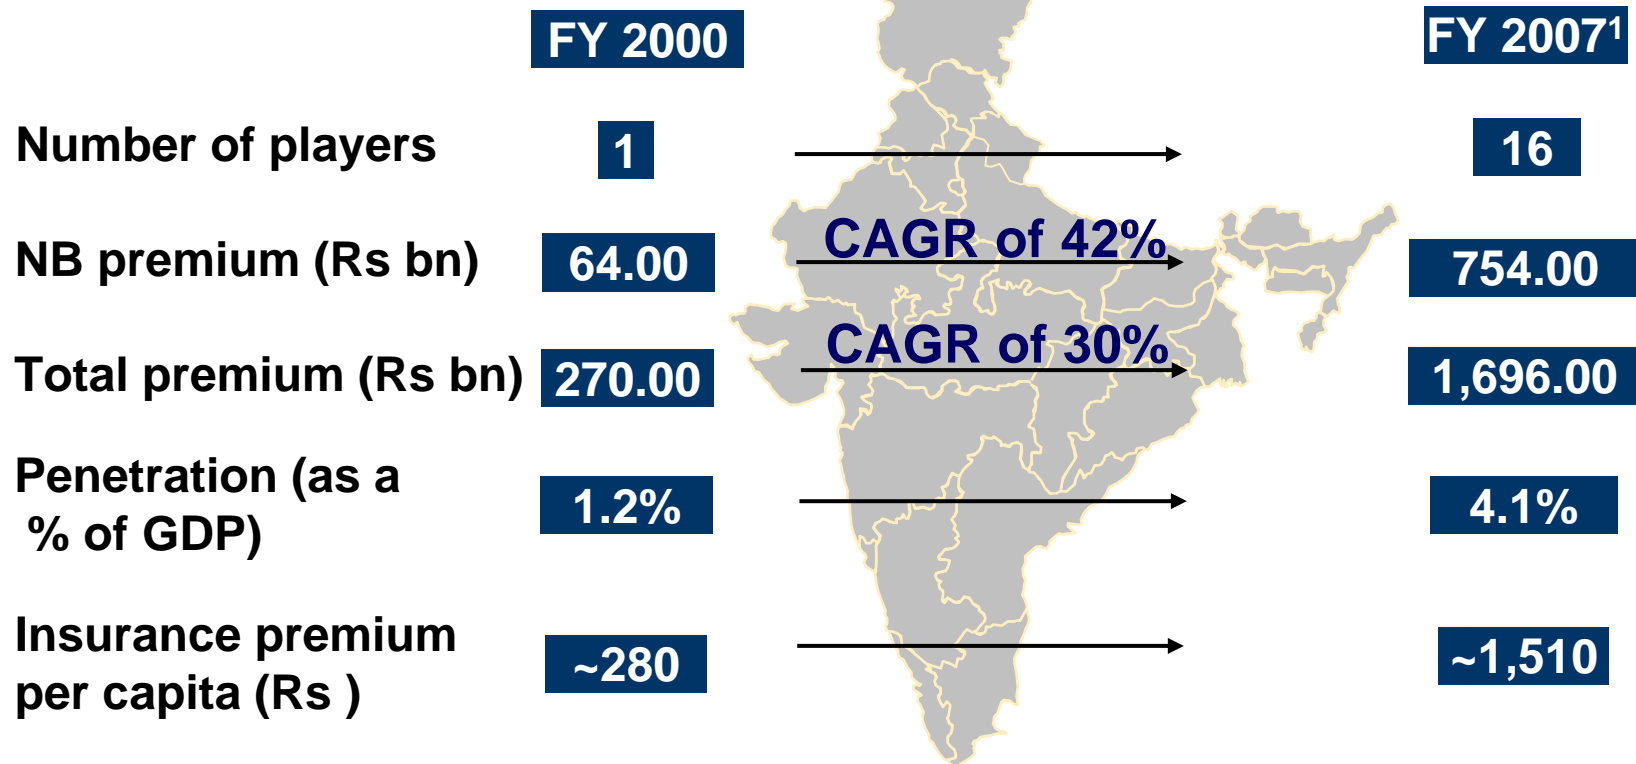 FY 2000 FY 2007¹
Number of players 1 16
NB premium (Rs bn) 64.00 CAGR of 42% 754.00
Total premium (Rs bn) 270.00 CAGR of 30% 1,696.00
Penetration (as a
% of GDP) 1.2% 4.1%
Insurance premium
per capita (Rs ) ~280 ~1,510